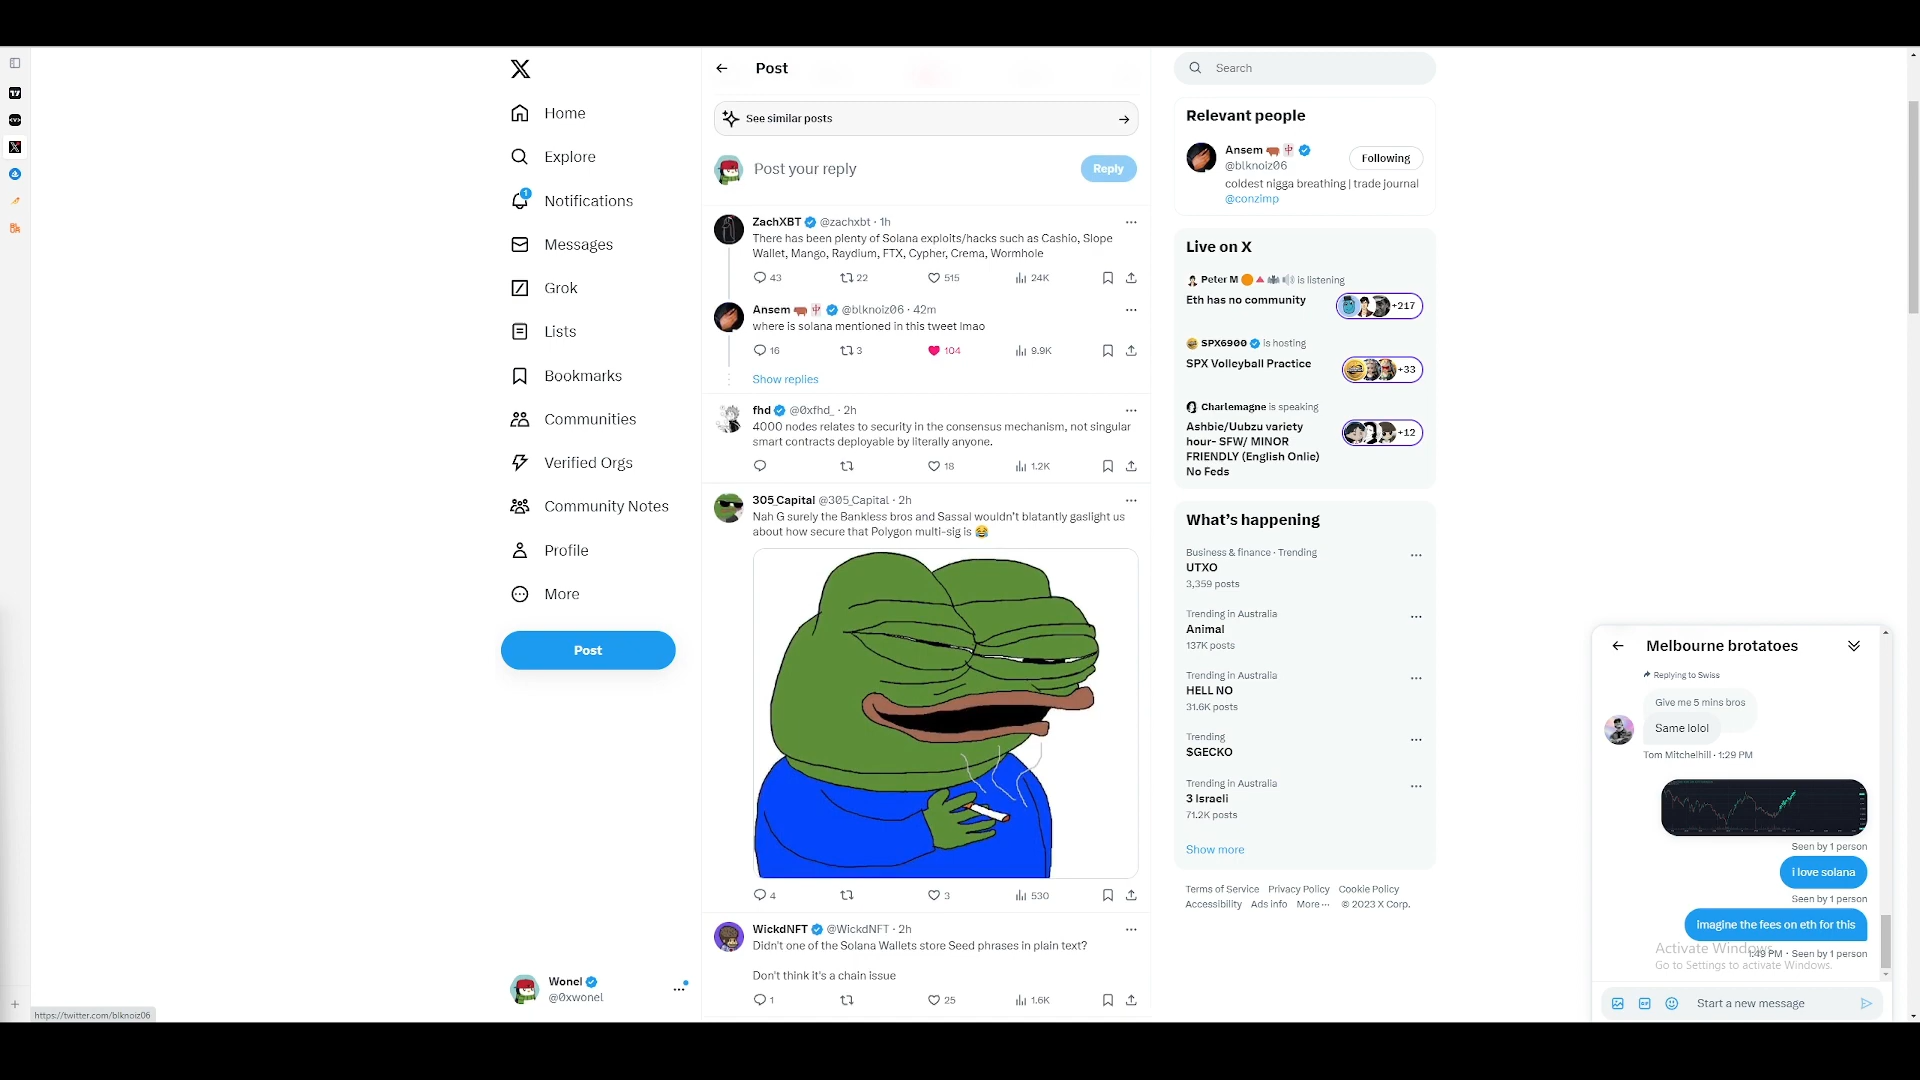 Home
Explore
1
Notifications
Messages
Grok
Lists
Bookmarks
Communities
Verified Orgs
Community Notes
Profile
More
Post
Wonel
@0xwonel
https://twitter.com/blknoiz06
Post
See similar posts
Post your reply
Reply
ZachXBT @zachxbt · 1h
There has been plenty of Solana exploits/hacks such as Cashio, Slope
Wallet, Mango, Raydium, FTX, Cypher, Crema, Wormhole
43 22 515 24K
Ansem @blknoiz06 · 42m
where is solana mentioned in this tweet lmao
16 3 104 9.9K
Show replies
fhd @0xfhd_ · 2h
4000 nodes relates to security in the consensus mechanism, not singular
smart contracts deployable by literally anyone.
18 1.2K
305_Capital @305_Capital · 2h
Nah G surely the Bankless bros and Sassal wouldn't blatantly gaslight us
about how secure that Polygon multi-sig is 😂
4 3 530
WickdNFT @WickdNFT · 2h
Didn't one of the Solana Wallets store Seed phrases in plain text?
Don't think it's a chain issue
1 25 1.6K
Search
Relevant people
Ansem
@blknoiz06
Following
coldest nigga breathing | trade journal
@conzimp
Live on X
Peter M is listening
Eth has no community
+217
SPX6900 is hosting
SPX Volleyball Practice
+33
Charlemagne is speaking
Ashbie/Uubzu variety
hour- SFW/ MINOR
FRIENDLY (English Onlie)
No Feds
+12
What's happening
Business & finance · Trending
UTXO
3,359 posts
Trending in Australia
Animal
137K posts
Trending in Australia
HELL NO
31.6K posts
Trending
$GECKO
Trending in Australia
3 Israeli
71.2K posts
Show more
Terms of Service Privacy Policy Cookie Policy
Accessibility Ads info More ··· © 2023 X Corp.
Melbourne brotatoes
Replying to Swiss
Give me 5 mins bros
Same lolol
Tom Mitchelhill · 1:29 PM
Seen by 1 person
i love solana
Seen by 1 person
imagine the fees on eth for this
1:49 PM · Seen by 1 person
Activate Windows
Go to Settings to activate Windows.
Start a new message